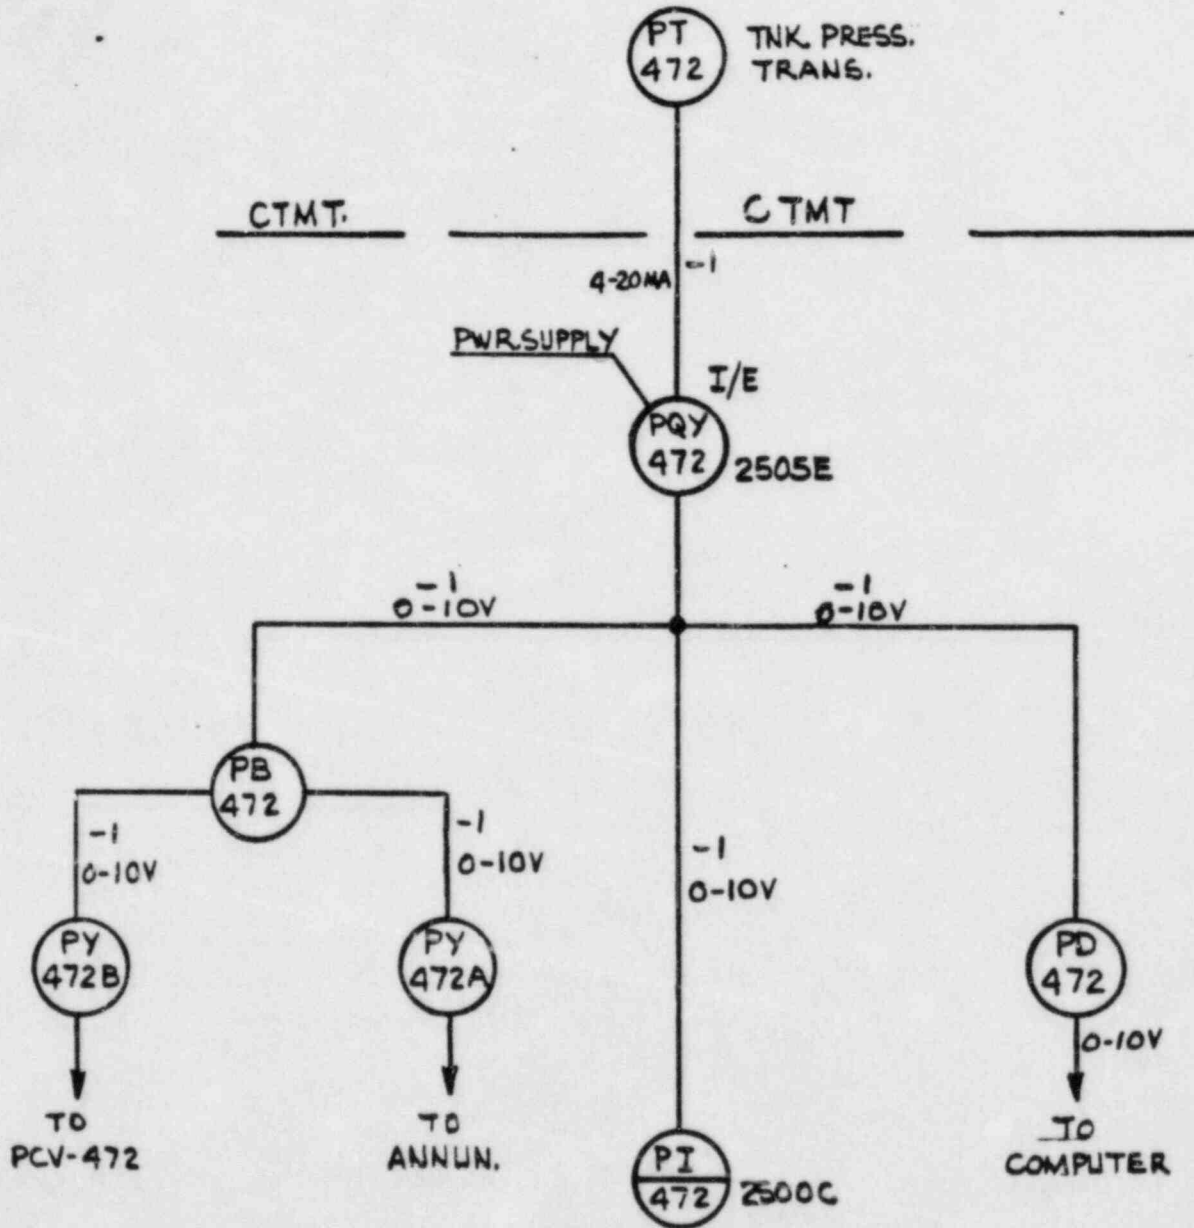 PT
472
TNK. PRESS.
TRANS.
CTMT.
CTMT
4-20MA
-1
PWR.SUPPLY
I/E
PQY
472
2505E
-1
0-10V
-1
0-10V
PB
472
-1
0-10V
-1
0-10V
-1
0-10V
PY
472B
PY
472A
PD
472
0-10V
TO
PCV-472
TO
ANNUN.
TO
COMPUTER
PI
472
2500C